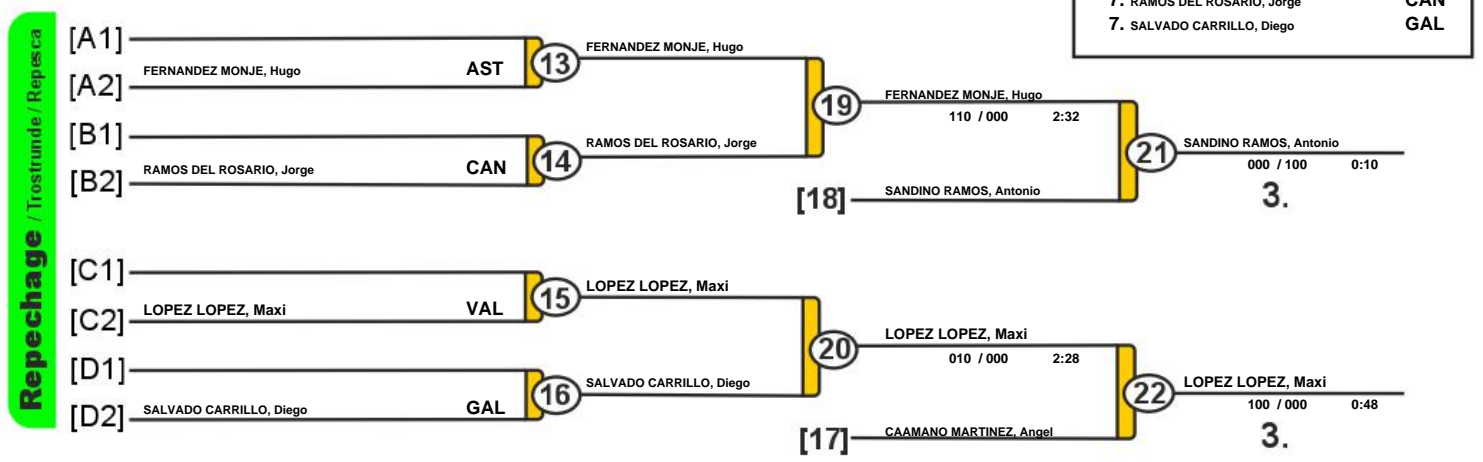 7. RAMOS DEL ROSARIO, Jorge CAN
7. SALVADO CARRILLO, Diego GAL
Repechage / Trostrunde / Repesca
[A1]
[A2] FERNANDEZ MONJE, Hugo AST
13 FERNANDEZ MONJE, Hugo
[B1]
[B2] RAMOS DEL ROSARIO, Jorge CAN
14 RAMOS DEL ROSARIO, Jorge
19 FERNANDEZ MONJE, Hugo
110 / 000 2:32
[18] SANDINO RAMOS, Antonio
21 SANDINO RAMOS, Antonio
000 / 100 0:10
3.
[C1]
[C2] LOPEZ LOPEZ, Maxi VAL
15 LOPEZ LOPEZ, Maxi
[D1]
[D2] SALVADO CARRILLO, Diego GAL
16 SALVADO CARRILLO, Diego
20 LOPEZ LOPEZ, Maxi
010 / 000 2:28
[17] CAAMANO MARTINEZ, Angel
22 LOPEZ LOPEZ, Maxi
100 / 000 0:48
3.